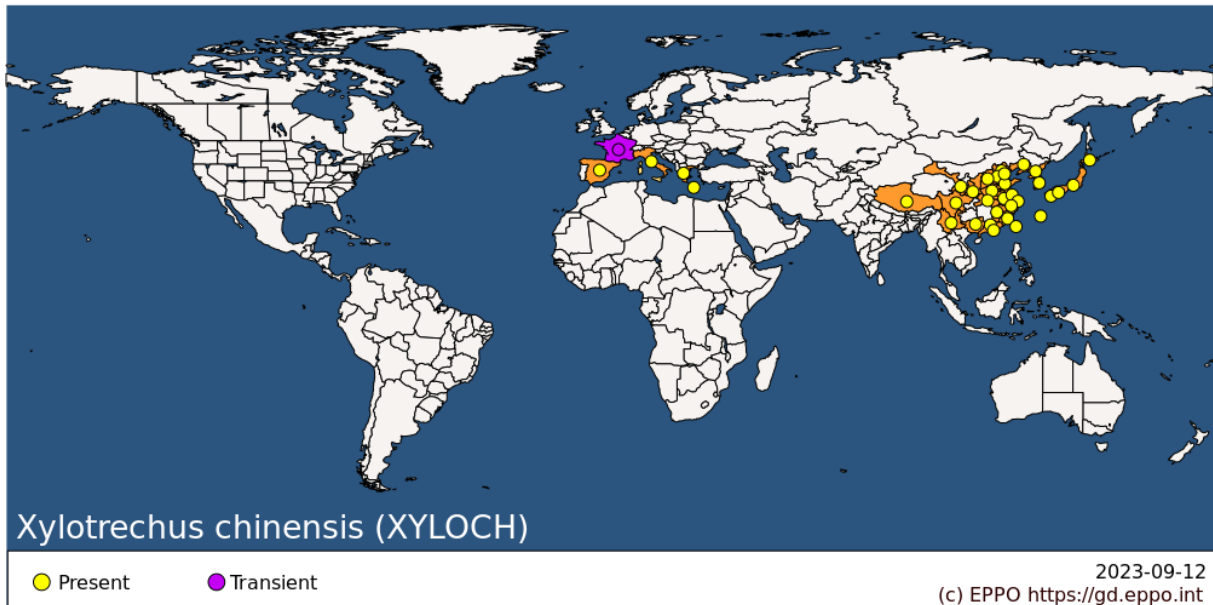 Xylotrechus chinensis (XYLOCH)
Present
Transient
2023-09-12
(c) EPPO https://gd.eppo.int